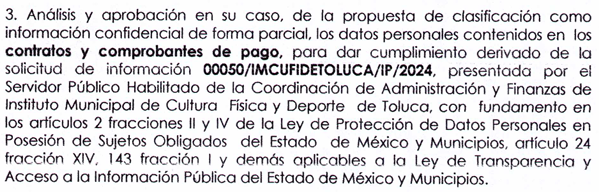 3. Análisis y aprobación en su caso, de la propuesta de clasificación como
información confidencial de forma parcial, los datos personales contenidos en los
contratos y comprobantes de pago, para dar cumplimiento derivado de la
solicitud de información 00050/IMCUFIDETOLUCA/IP/2024, presentada por el
Servidor Público Habilitado de la Coordinación de Administración y Finanzas de
Instituto Municipal de Cultura Física y Deporte de Toluca, con fundamento en
los artículos 2 fracciones II y IV de la Ley de Protección de Datos Personales en
Posesión de Sujetos Obligados del Estado de México y Municipios, artículo 24
fracción XIV, 143 fracción I y demás aplicables a la Ley de Transparencia y
Acceso a la Información Pública del Estado de México y Municipios.